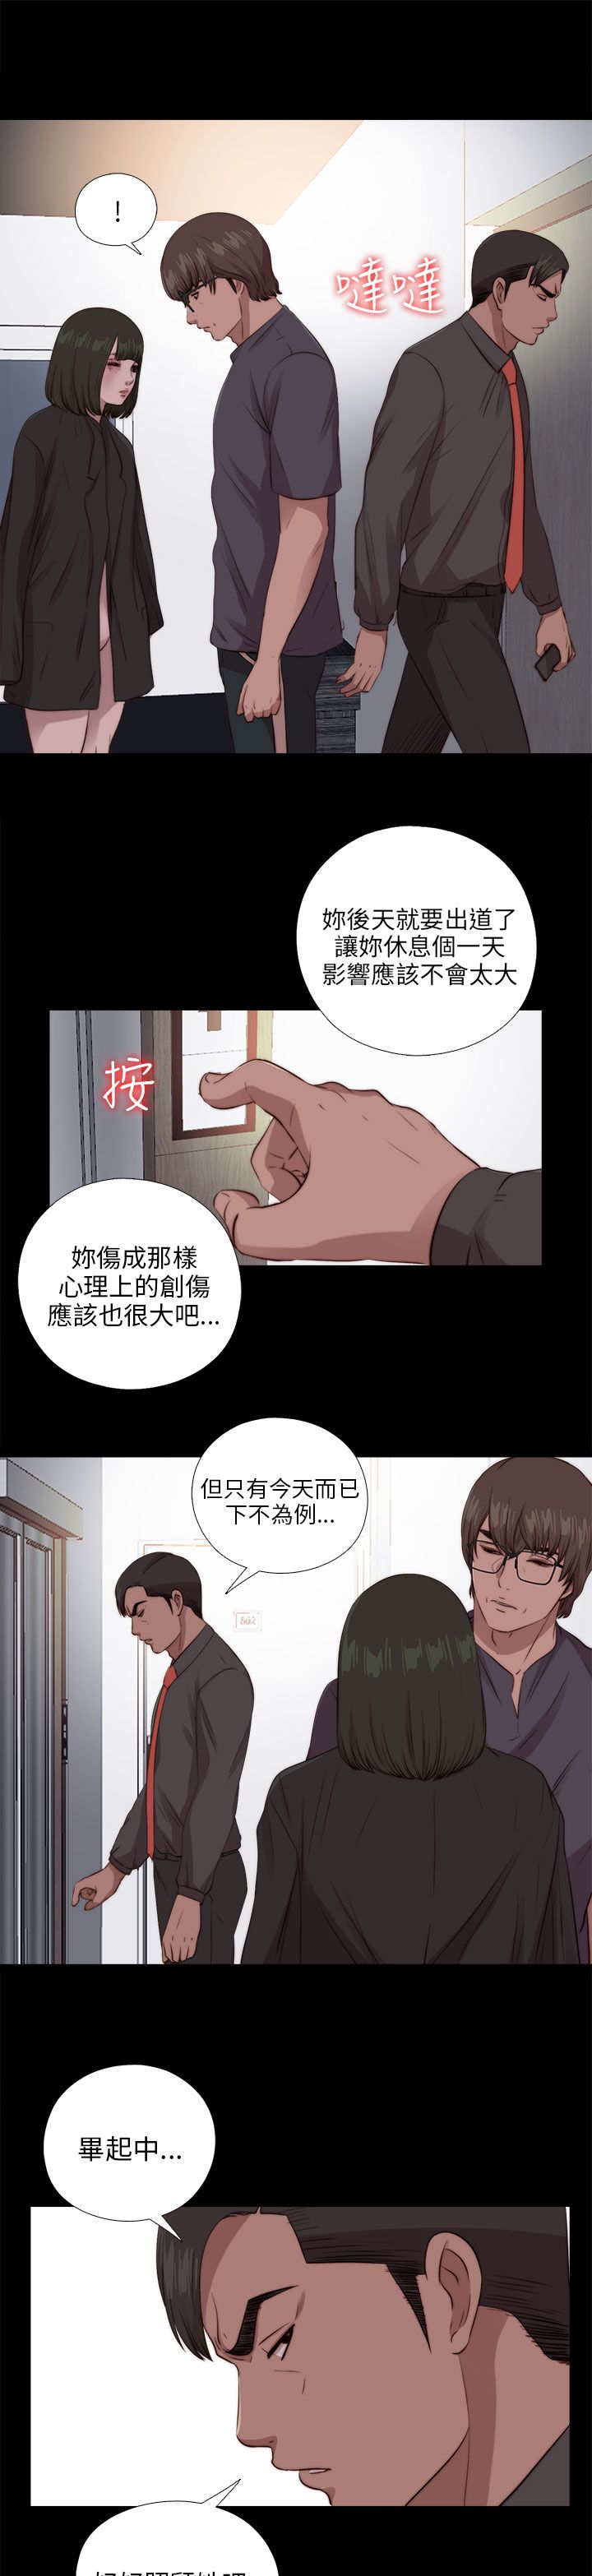 !
噠噠
妳後天就要出道了
讓妳休息個一天
影響應該不會太大
按
妳傷成那樣
心理上的創傷
應該也很大吧...
但只有今天而已
下不為例...
畢起中...